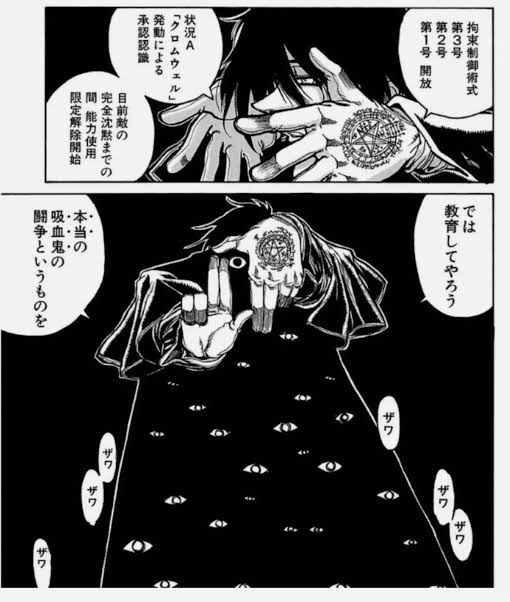 拘束制御術式
第3号
第2号
第1号 開放
状況A
「クロムウェル」
発動による
承認認識
目前敵の
完全沈黙までの
間 能力使用
限定解除開始
では
教育してやろう
本当の
吸血鬼の
闘争というものを
ザワ
ザワ
ザワ
ザワ
ザワ
ザワ